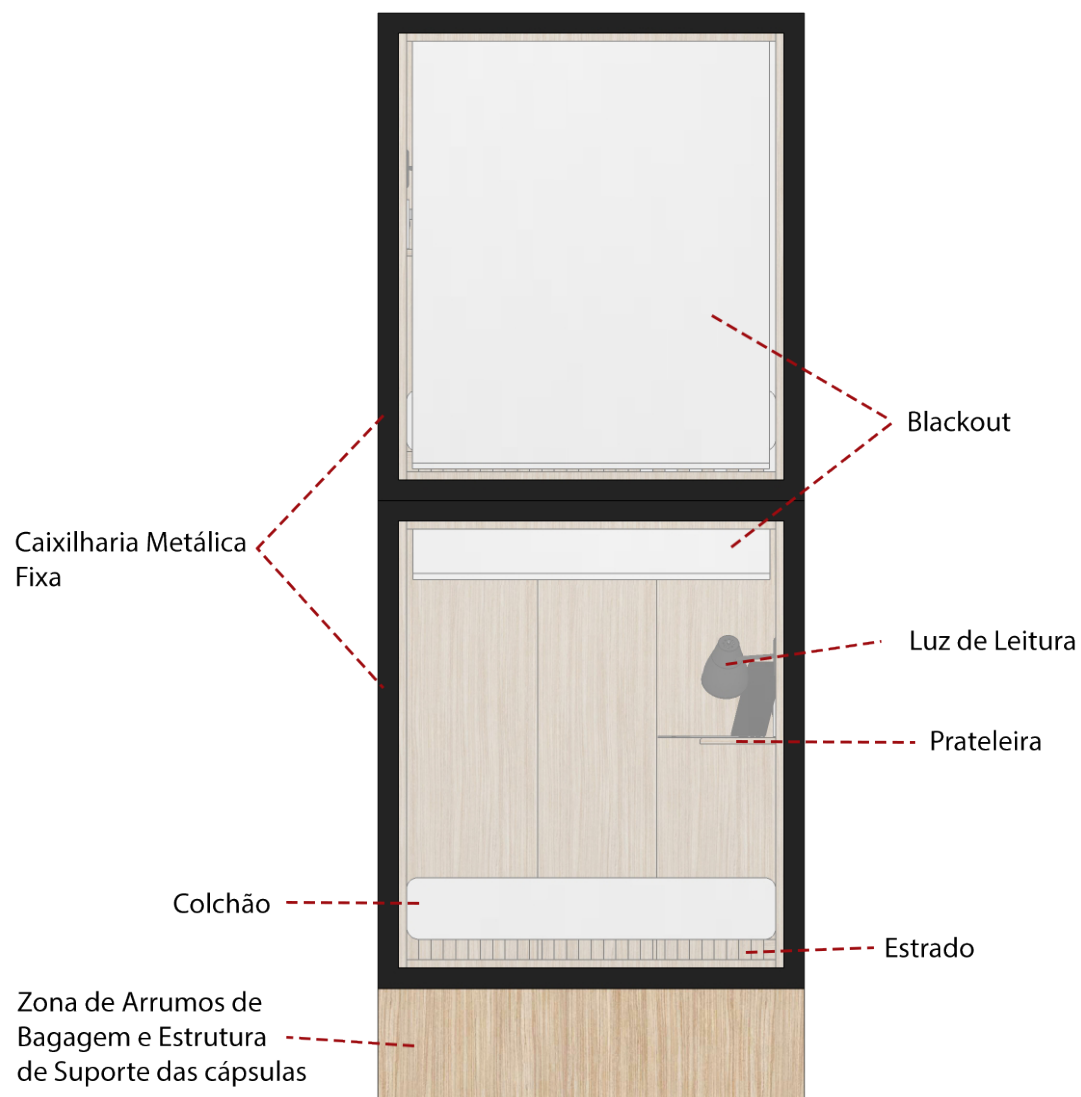 Blackout
Caixilharia Metálica
Fixa
Luz de Leitura
Prateleira
Colchão
Estrado
Zona de Arrumos de
Bagagem e Estrutura
de Suporte das cápsulas